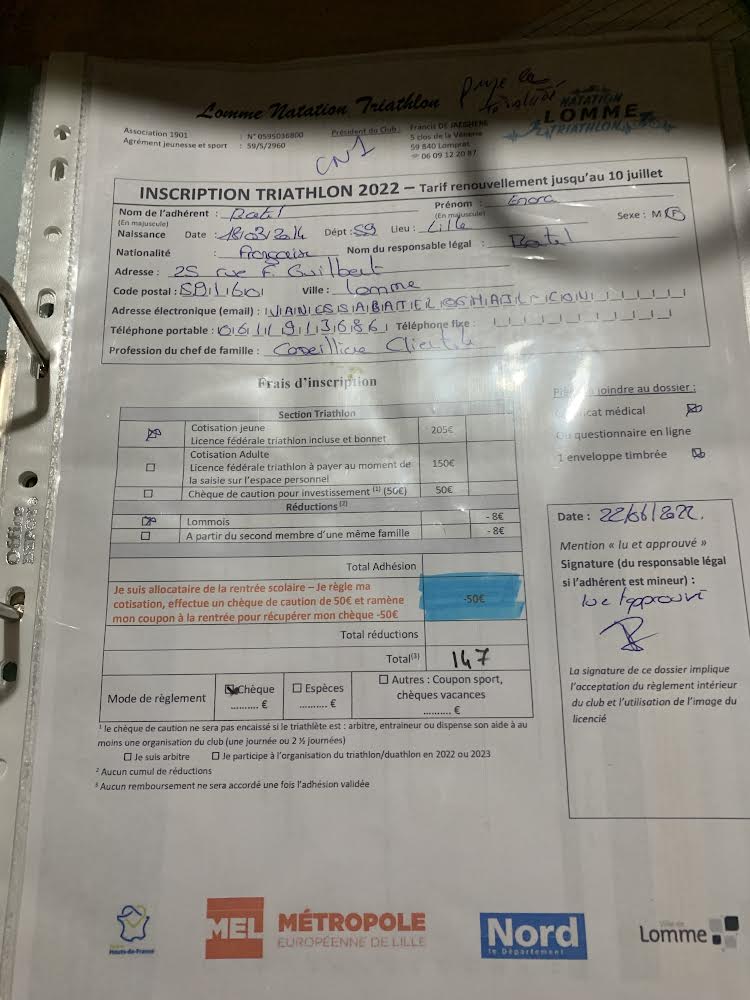 Lomme Natation Triathlon
paye la
NATATION
LOMME
TRIATHLON
Association 1901 : N° 0595036800
Agrément jeunesse et sport : 59/S/2960
Président du Club : Francis DE JAEGHERE
59 840 Lomprat
☎ 06 09 12 20 87
CN1
INSCRIPTION TRIATHLON 2022 – Tarif renouvellement jusqu'au 10 juillet
Nom de l'adhérent : Batel Prénom : Enora
(En majuscule) (En majuscule) Sexe : M F
Naissance Date : 18/03/2014 Dépt : 59 Lieu : Lille
Nationalité : française Nom du responsable légal : Batel
Adresse : 25 rue F. Guilbert
Code postal : 59160 Ville : Lomme
Adresse électronique (email) :
Téléphone portable : 0611913686 Téléphone fixe :
Profession du chef de famille : Conseillière Clientèle
Frais d'inscription
Section Triathlon
Cotisation jeune
Licence fédérale triathlon incluse et bonnet 205€
Cotisation Adulte
Licence fédérale triathlon à payer au moment de 150€
la saisie sur l'espace personnel
Chèque de caution pour investissement (1) (50€) 50€
Réductions (2)
Lommois - 8€
A partir du second membre d'une même famille - 8€
Total Adhésion
Je suis allocataire de la rentrée scolaire – Je règle ma
cotisation, effectue un chèque de caution de 50€ et ramène -50€
mon coupon à la rentrée pour récupérer mon chèque -50€
Total réductions
Total(3) 147
Mode de règlement
Chèque
.......... €
Espèces
.......... €
Autres : Coupon sport,
chèques vacances
.......... €
Pièces à joindre au dossier :
Certificat médical
Ou questionnaire en ligne
1 enveloppe timbrée
Date : 22/06/2022.
Mention « lu et approuvé »
Signature (du responsable légal
si l'adhérent est mineur) :
lu et approuvé
La signature de ce dossier implique
l'acceptation du règlement intérieur
du club et l'utilisation de l'image du
licencié
1 le chèque de caution ne sera pas encaissé si le triathlète est : arbitre, entraineur ou dispense son aide à au
moins une organisation du club (une journée ou 2 ½ journées)
Je suis arbitre Je participe à l'organisation du triathlon/duathlon en 2022 ou 2023
2 Aucun cumul de réductions
3 Aucun remboursement ne sera accordé une fois l'adhésion validée
Office
Hauts-de-France
MEL MÉTROPOLE
EUROPÉENNE DE LILLE
Nord
le Département
Ville de
Lomme